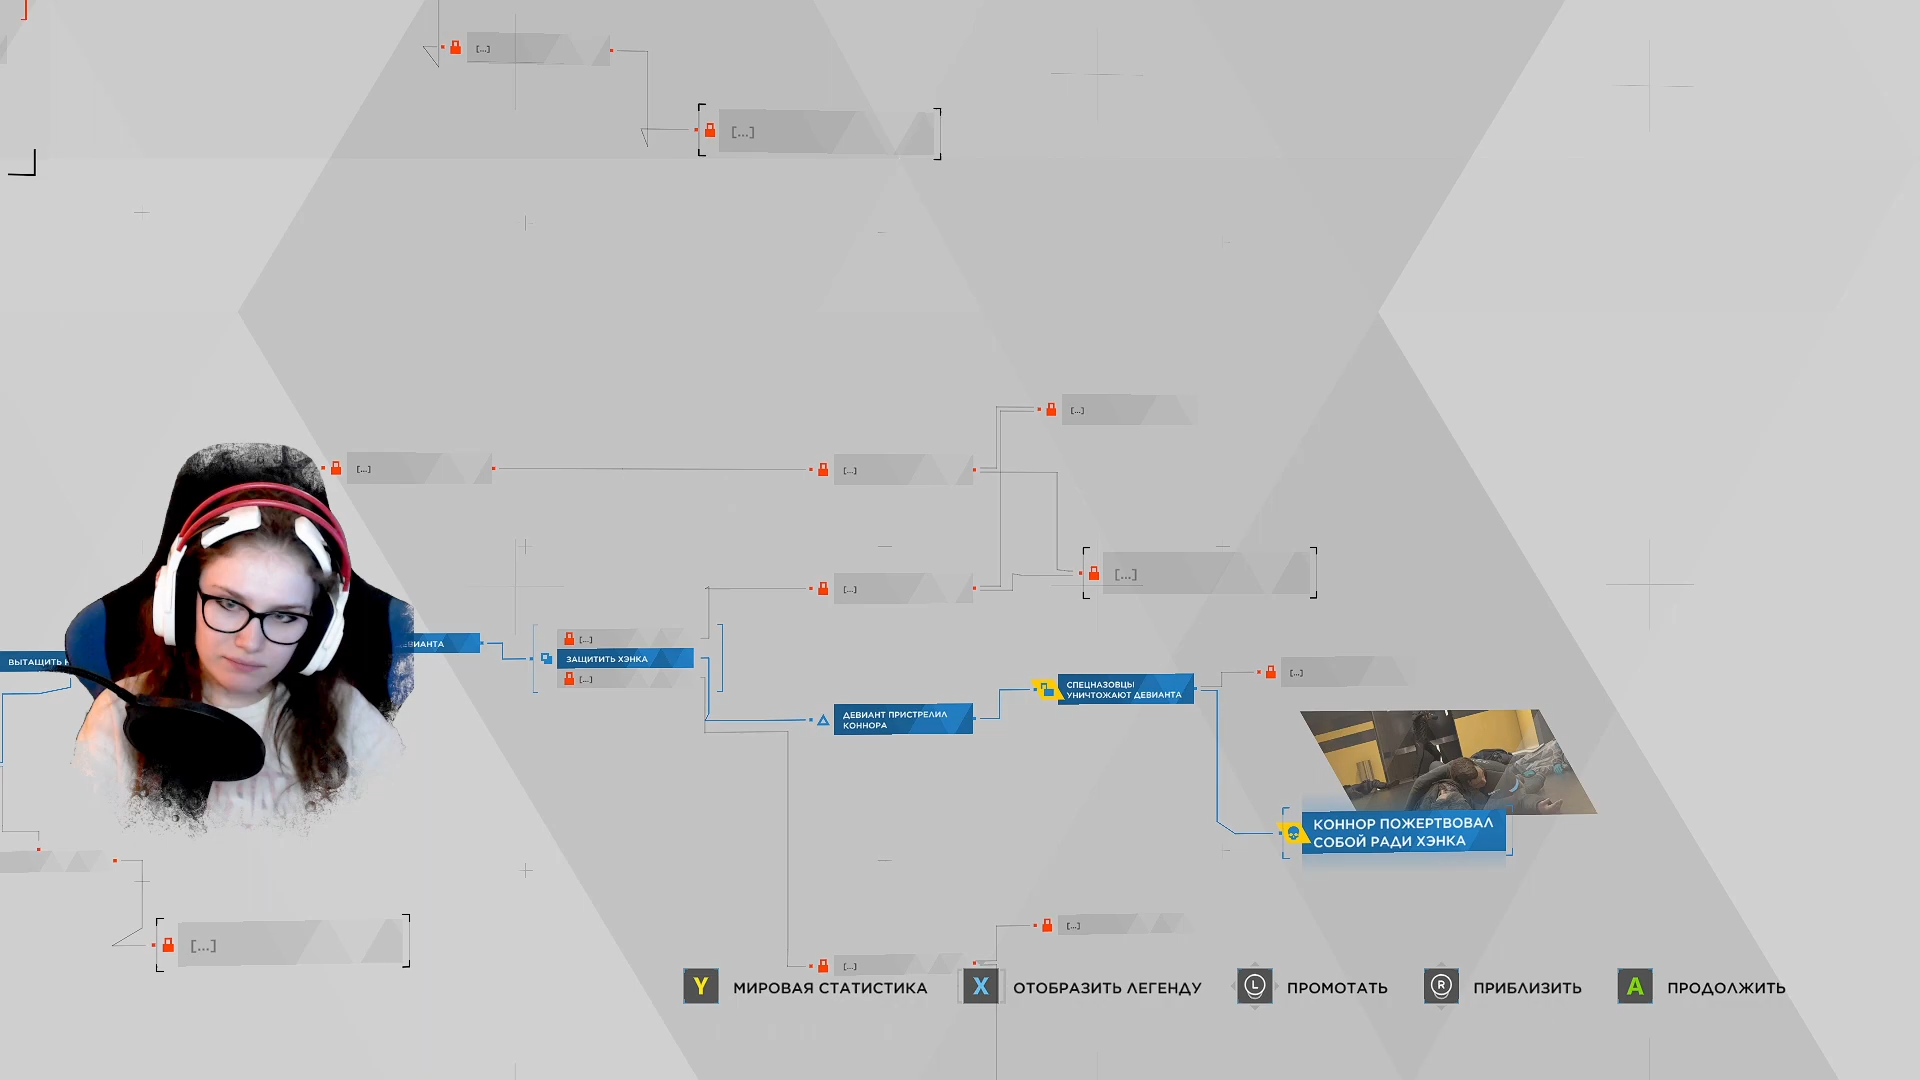 [...]
[...]
[...]
[...]
[...]
[...]
[...]
[...]
ЗАЩИТИТЬ ХЭНКА
[...]
ЕВИАНТА
ВЫТАЩИТЬ
[...]
СПЕЦНАЗОВЦЫ
УНИЧТОЖАЮТ ДЕВИАНТА
ДЕВИАНТ ПРИСТРЕЛИЛ
КОННОРА
КОННОР ПОЖЕРТВОВАЛ
СОБОЙ РАДИ ХЭНКА
[...]
[...]
[...]
Y МИРОВАЯ СТАТИСТИКА
X ОТОБРАЗИТЬ ЛЕГЕНДУ
L ПРОМОТАТЬ
R ПРИБЛИЗИТЬ
A ПРОДОЛЖИТЬ